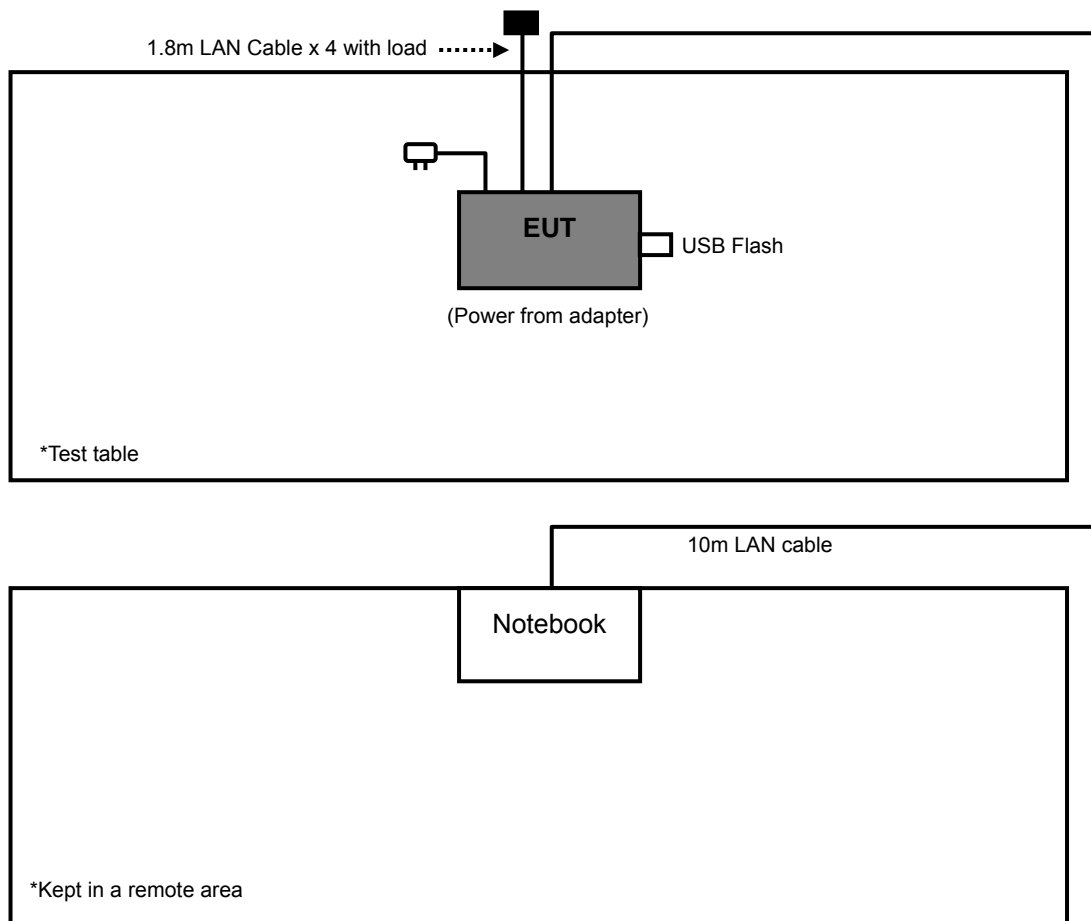 1.8m LAN Cable x 4 with load
EUT
USB Flash
(Power from adapter)
*Test table
10m LAN cable
Notebook
*Kept in a remote area